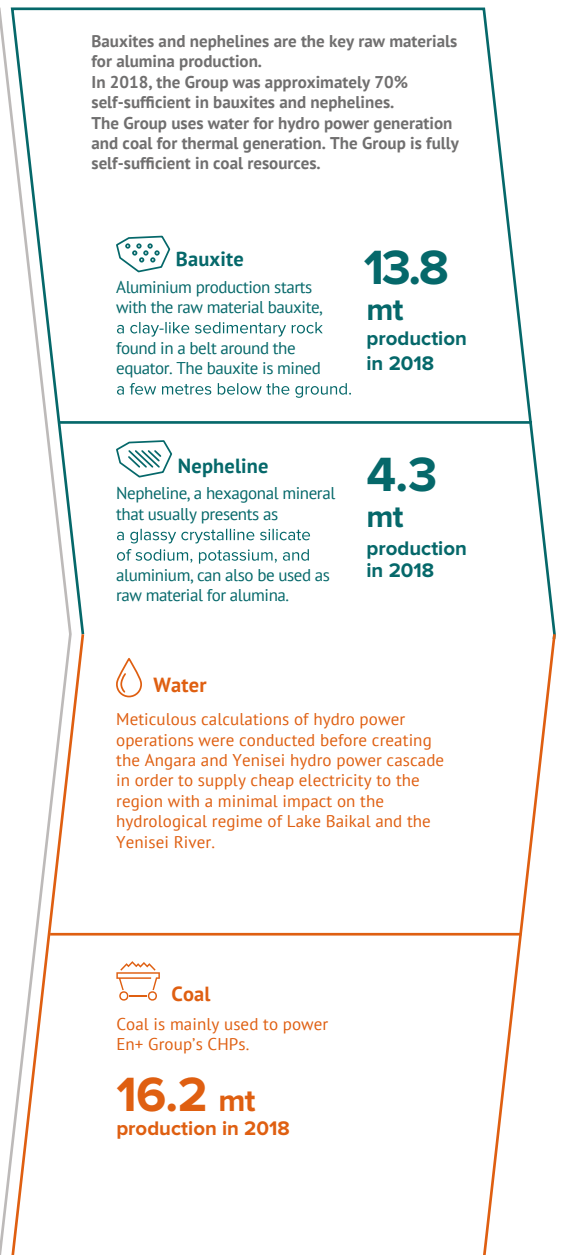 Bauxites and nephelines are the key raw materials
for alumina production.
In 2018, the Group was approximately 70%
self-sufficient in bauxites and nephelines.
The Group uses water for hydro power generation
and coal for thermal generation. The Group is fully
self-sufficient in coal resources.
Bauxite
Aluminium production starts
with the raw material bauxite,
a clay-like sedimentary rock
found in a belt around the
equator. The bauxite is mined
a few metres below the ground.
13.8
mt
production
in 2018
Nepheline
Nepheline, a hexagonal mineral
that usually presents as
a glassy crystalline silicate
of sodium, potassium, and
aluminium, can also be used as
raw material for alumina.
4.3
mt
production
in 2018
Water
Meticulous calculations of hydro power
operations were conducted before creating
the Angara and Yenisei hydro power cascade
in order to supply cheap electricity to the
region with a minimal impact on the
hydrological regime of Lake Baikal and the
Yenisei River.
Coal
Coal is mainly used to power
En+ Group's CHPs.
16.2 mt
production in 2018